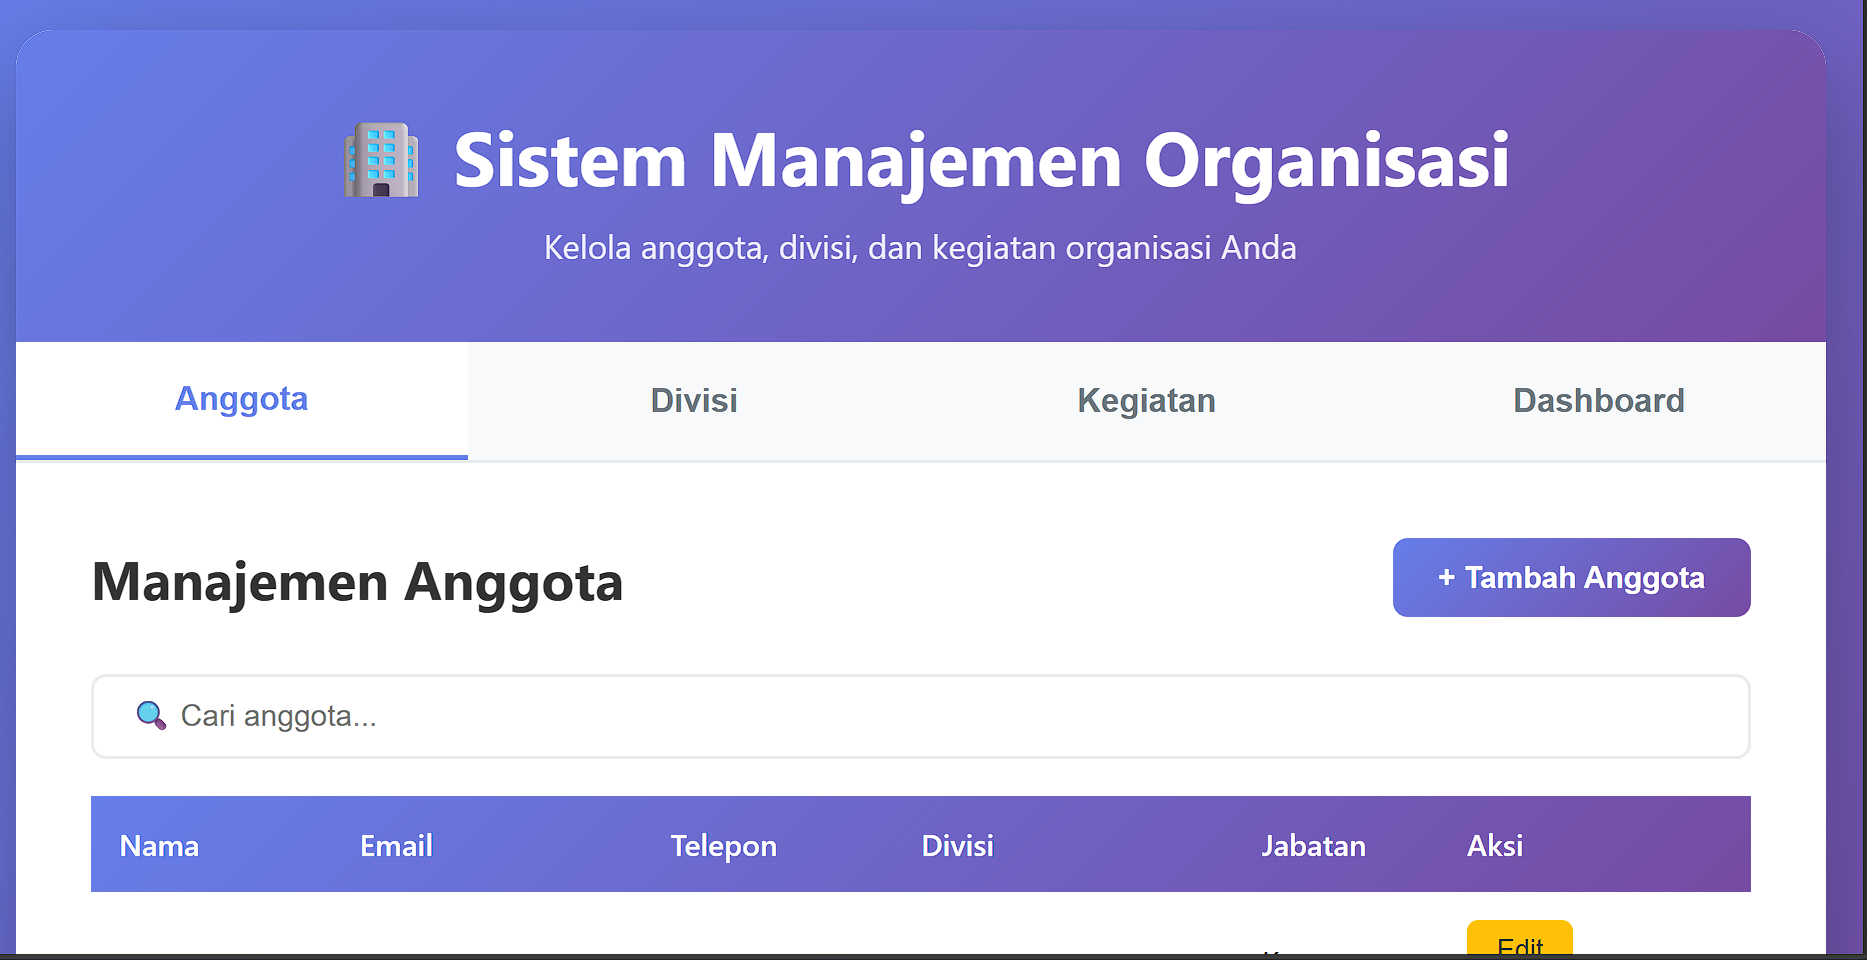 Sistem Manajemen Organisasi
Kelola anggota, divisi, dan kegiatan organisasi Anda
Anggota Divisi Kegiatan Dashboard
Manajemen Anggota + Tambah Anggota
Cari anggota...
Nama Email Telepon Divisi Jabatan Aksi
Edit